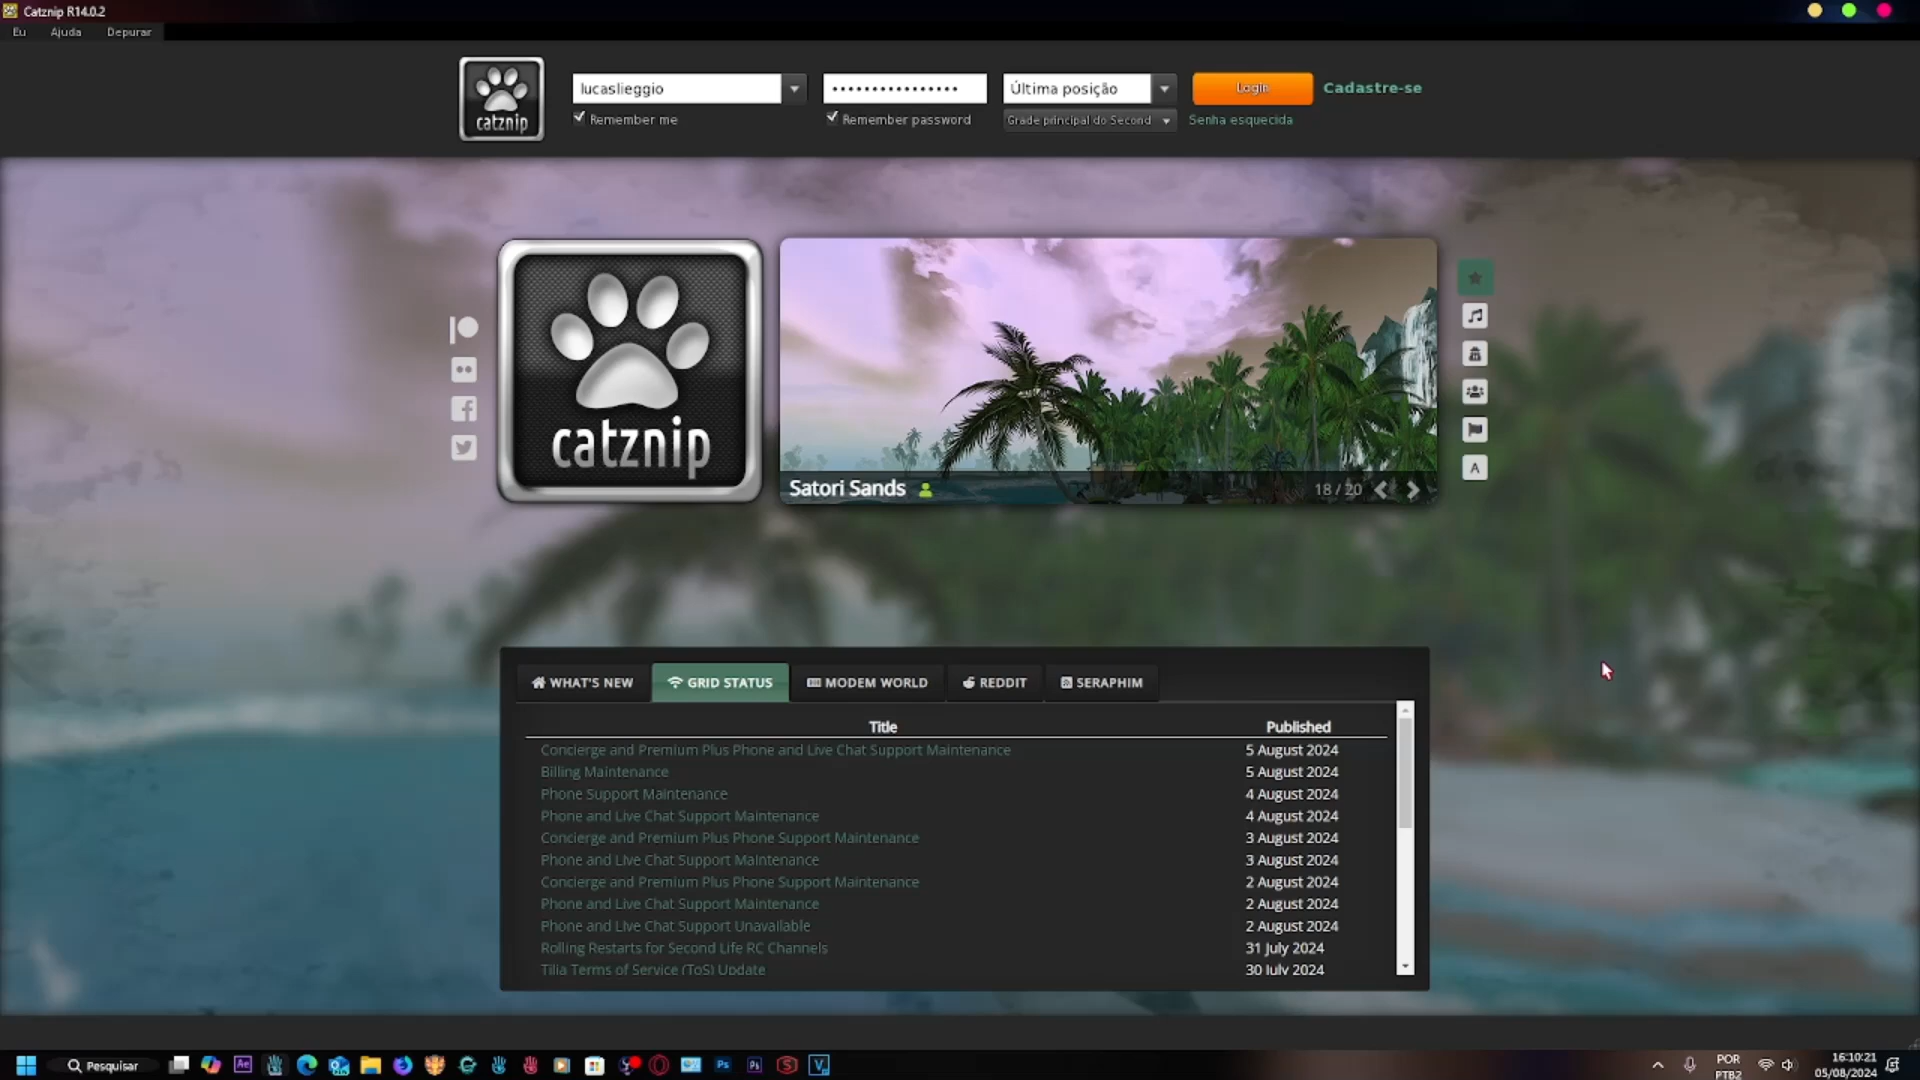 Catznip R14.0.2
Eu Ajuda Depurar
catznip
lucaslieggio
••••••••••••••••
Última posição
Login
Cadastre-se
Remember me
Remember password
Grade principal do Second
Senha esquecida
catznip
Satori Sands
18 / 20
A
WHAT'S NEW
GRID STATUS
MODEM WORLD
REDDIT
SERAPHIM
Title Published
Concierge and Premium Plus Phone and Live Chat Support Maintenance 5 August 2024
Billing Maintenance 5 August 2024
Phone Support Maintenance 4 August 2024
Phone and Live Chat Support Maintenance 4 August 2024
Concierge and Premium Plus Phone Support Maintenance 3 August 2024
Phone and Live Chat Support Maintenance 3 August 2024
Concierge and Premium Plus Phone Support Maintenance 2 August 2024
Phone and Live Chat Support Maintenance 2 August 2024
Phone and Live Chat Support Unavailable 2 August 2024
Rolling Restarts for Second Life RC Channels 31 July 2024
Tilia Terms of Service (ToS) Update 30 July 2024
Pesquisar
Ae
Ps
V
POR
PTB2
16:10:21
05/08/2024